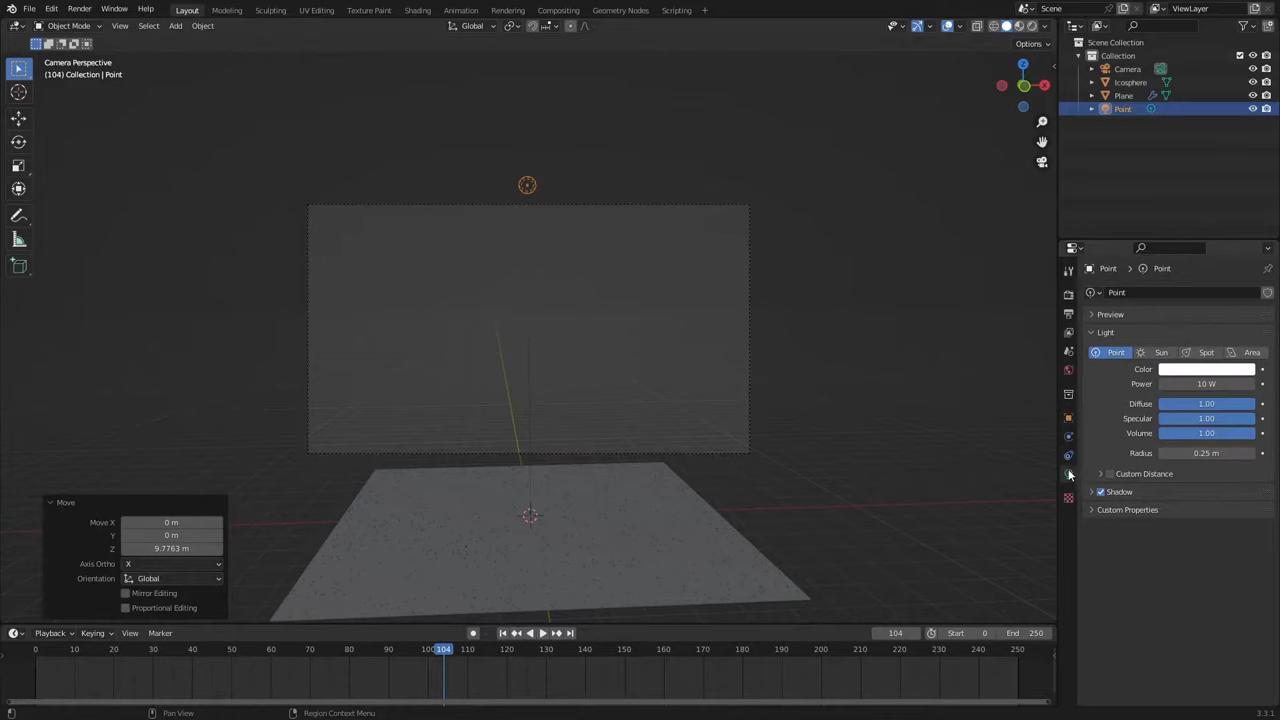 File Edit Render Window Help Layout Modeling Sculpting UV Editing Texture Paint Shading Animation Rendering Compositing Geometry Nodes Scripting + Scene ViewLayer
Object Mode View Select Add Object Global
Options
Camera Perspective
(104) Collection | Point
Z
X
Scene Collection
Collection
Camera
Icosphere
Plane
Point
Point Point
Point
Preview
Light
Point Sun Spot Area
Color
Power 10 W
Diffuse 1.00
Specular 1.00
Volume 1.00
Radius 0.25 m
Custom Distance
Shadow
Custom Properties
Move
Move X 0 m
Y 0 m
Z 9.7763 m
Axis Ortho X
Orientation Global
Mirror Editing
Proportional Editing
Playback Keying View Marker 104 Start 0 End 250
0 10 20 30 40 50 60 70 80 90 100 104 110 120 130 140 150 160 170 180 190 200 210 220 230 240 250
Pan View Region Context Menu 3.3.1